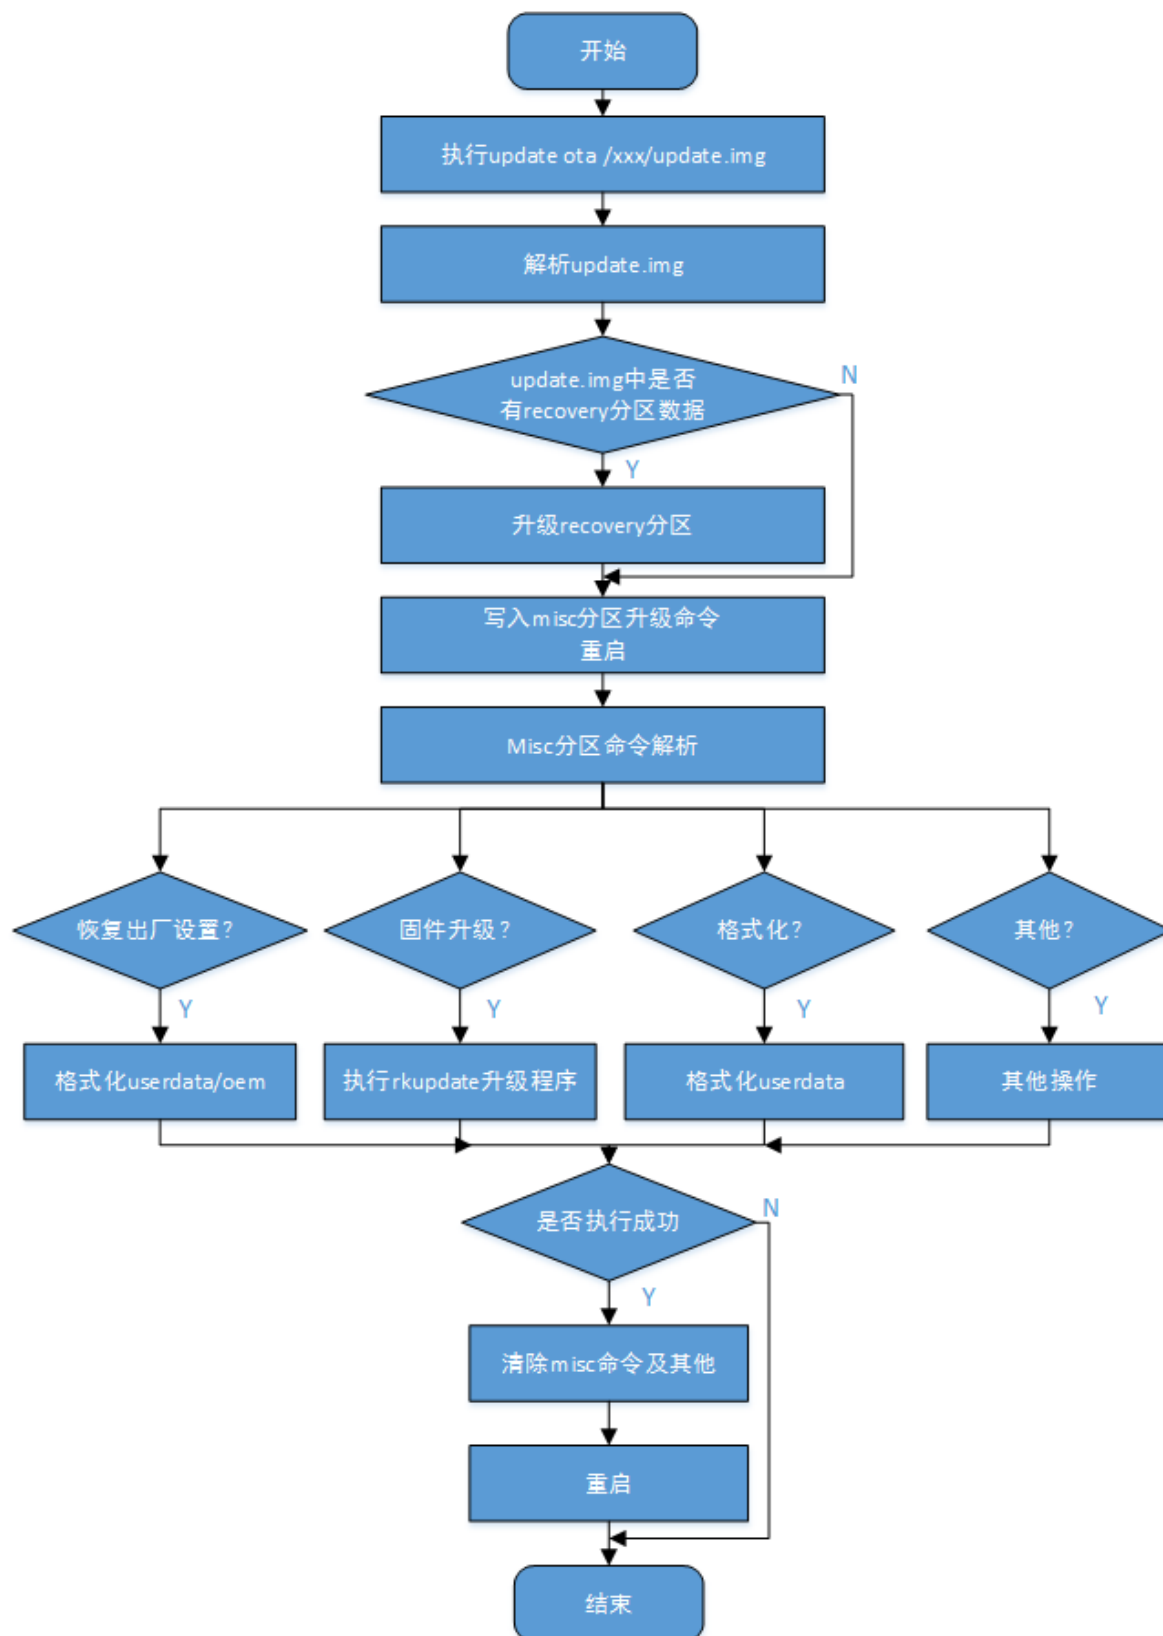 开始
执行update ota /xxx/update.img
解析update.img
update.img中是否
有recovery分区数据
N
Y
升级recovery分区
写入misc分区升级命令
重启
Misc分区命令解析
恢复出厂设置?
固件升级?
格式化?
其他?
Y
Y
Y
Y
格式化userdata/oem
执行rkupdate升级程序
格式化userdata
其他操作
是否执行成功
N
Y
清除misc命令及其他
重启
结束